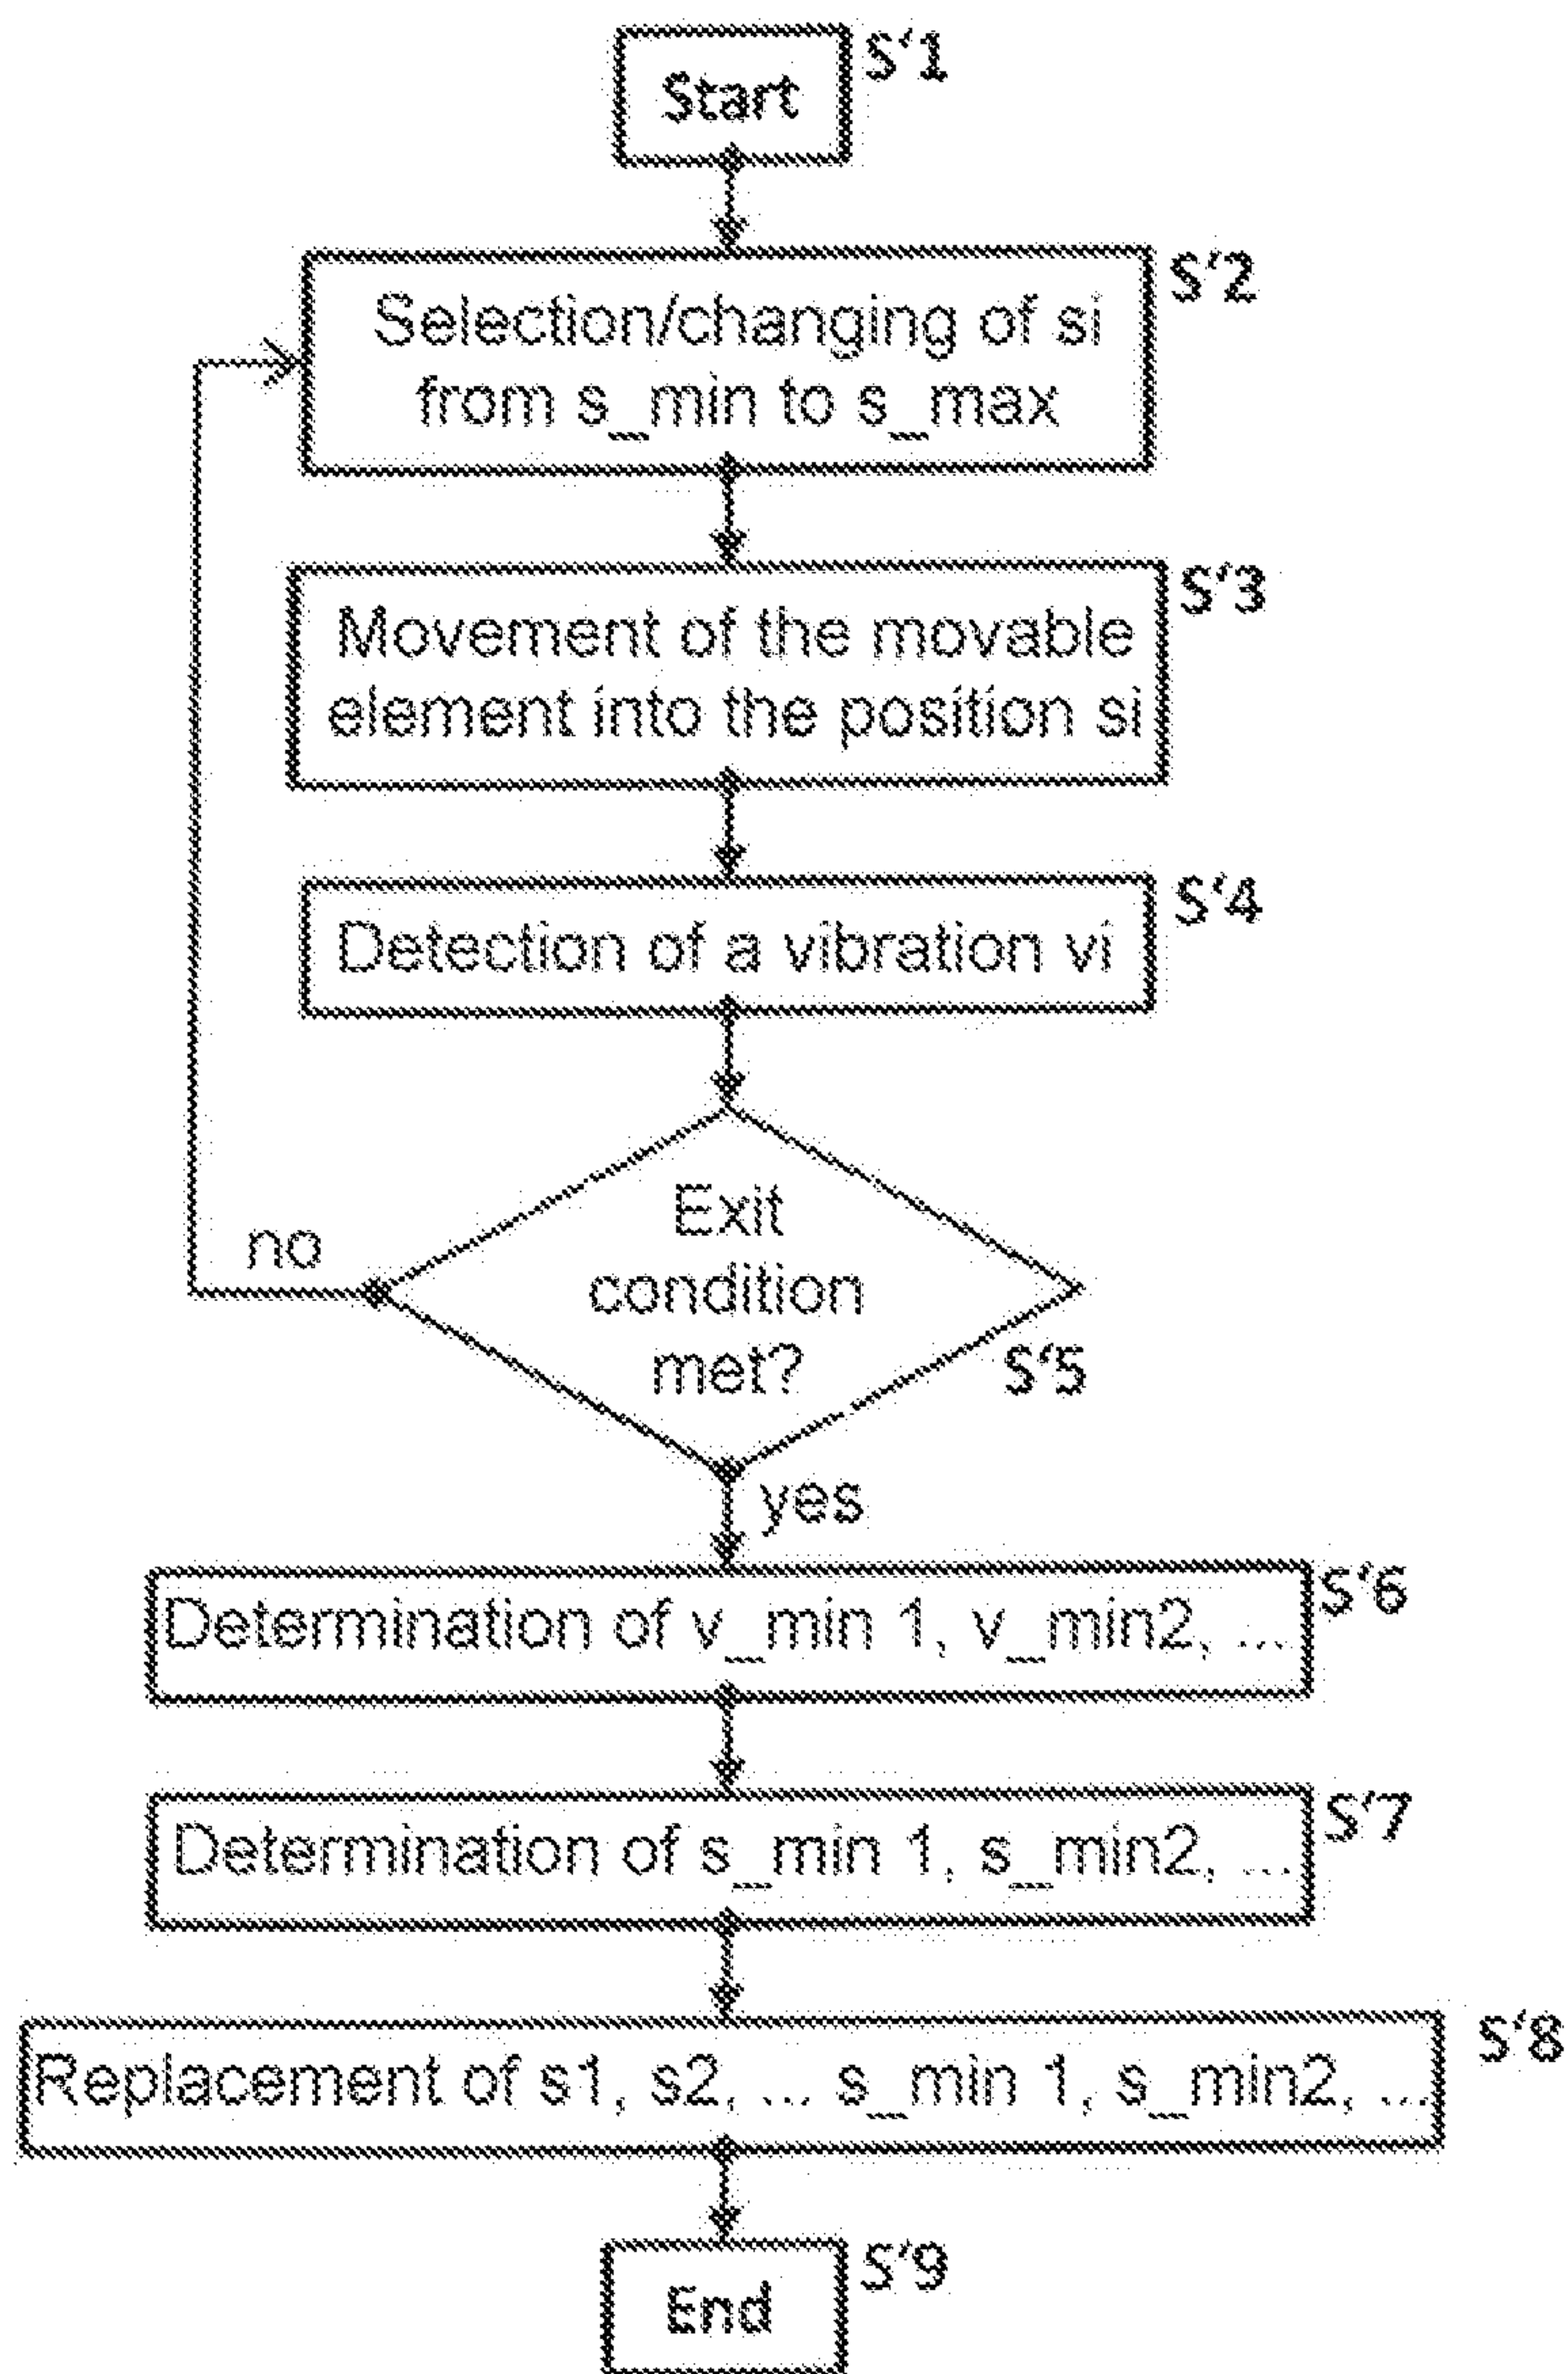 Start
S'1
Selection/changing of si
from s_min to s_max
S'2
Movement of the movable
element into the position si
S'3
Detection of a vibration vi
S'4
Exit
condition
met?
S'5
no
yes
Determination of v_min 1, v_min2, ...
S'6
Determination of s_min 1, s_min2, ...
S'7
Replacement of s1, s2, ... s_min 1, s_min2, ...
S'8
End
S'9